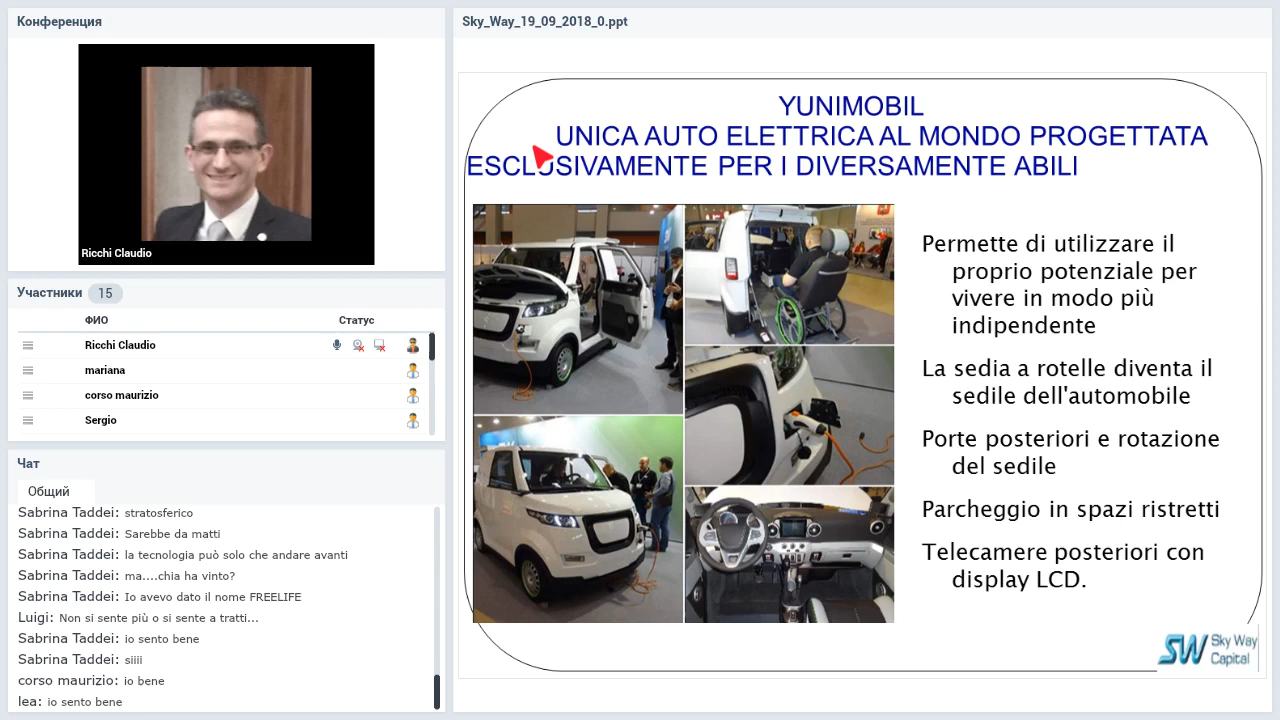 Конференция
Ricchi Claudio
Участники 15
ФИО Статус
Ricchi Claudio
mariana
corso maurizio
Sergio
Чат
Общий
Sabrina Taddei: stratosferico
Sabrina Taddei: Sarebbe da matti
Sabrina Taddei: la tecnologia può solo che andare avanti
Sabrina Taddei: ma....chia ha vinto?
Sabrina Taddei: Io avevo dato il nome FREELIFE
Luigi: Non si sente più o si sente a tratti...
Sabrina Taddei: io sento bene
Sabrina Taddei: siiii
corso maurizio: io bene
lea: io sento bene
Sky_Way_19_09_2018_0.ppt
YUNIMOBIL
UNICA AUTO ELETTRICA AL MONDO PROGETTATA
ESCLUSIVAMENTE PER I DIVERSAMENTE ABILI
Permette di utilizzare il
proprio potenziale per
vivere in modo più
indipendente
La sedia a rotelle diventa il
sedile dell'automobile
Porte posteriori e rotazione
del sedile
Parcheggio in spazi ristretti
Telecamere posteriori con
display LCD.
SW Sky Way
Capital